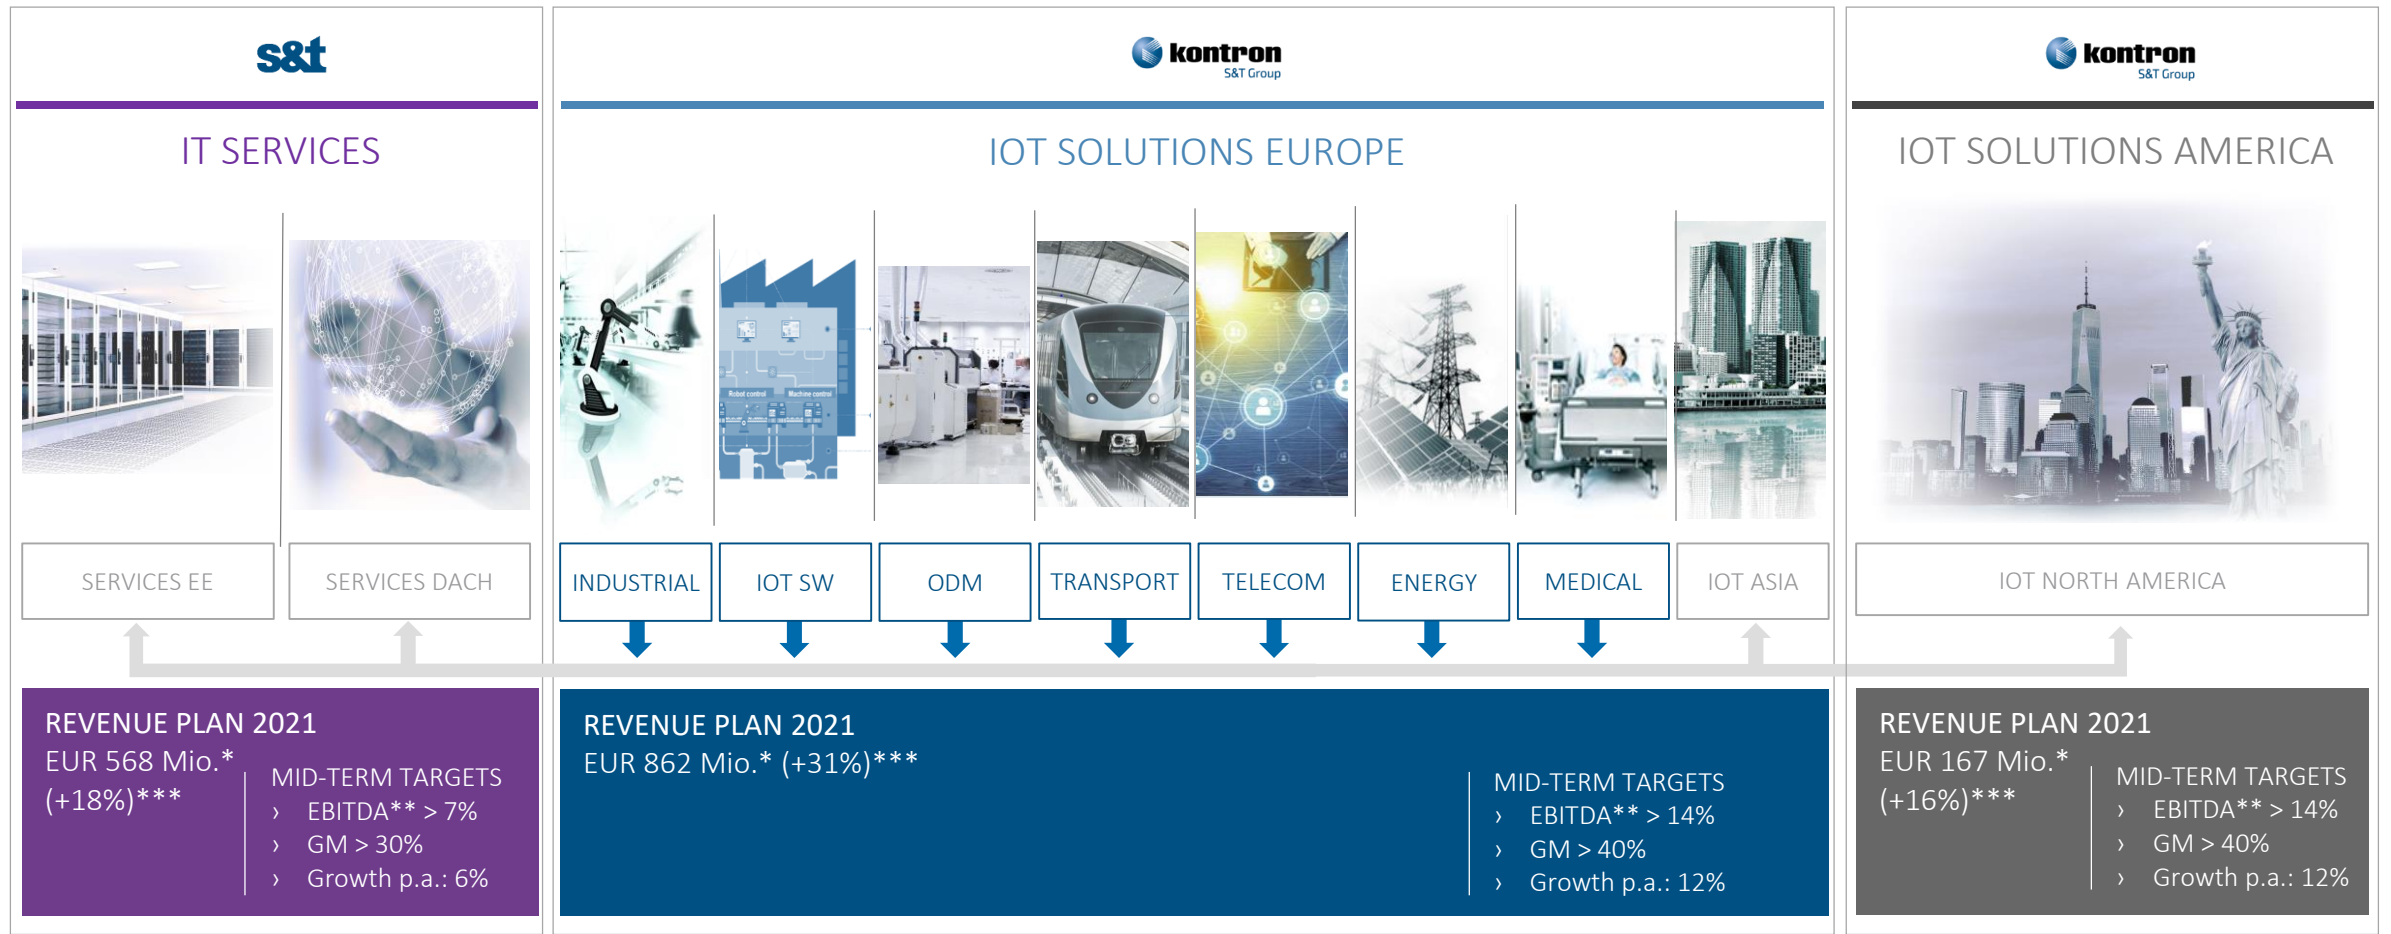 s&t
IT SERVICES
SERVICES EE
SERVICES DACH
REVENUE PLAN 2021
EUR 568 Mio.*
(+18%)***
MID-TERM TARGETS
› EBITDA** > 7%
› GM > 30%
› Growth p.a.: 6%
kontron
S&T Group
IOT SOLUTIONS EUROPE
Robot control
Machine control
INDUSTRIAL
IOT SW
ODM
TRANSPORT
TELECOM
ENERGY
MEDICAL
IOT ASIA
REVENUE PLAN 2021
EUR 862 Mio.* (+31%)***
MID-TERM TARGETS
› EBITDA** > 14%
› GM > 40%
› Growth p.a.: 12%
kontron
S&T Group
IOT SOLUTIONS AMERICA
IOT NORTH AMERICA
REVENUE PLAN 2021
EUR 167 Mio.*
(+16%)***
MID-TERM TARGETS
› EBITDA** > 14%
› GM > 40%
› Growth p.a.: 12%